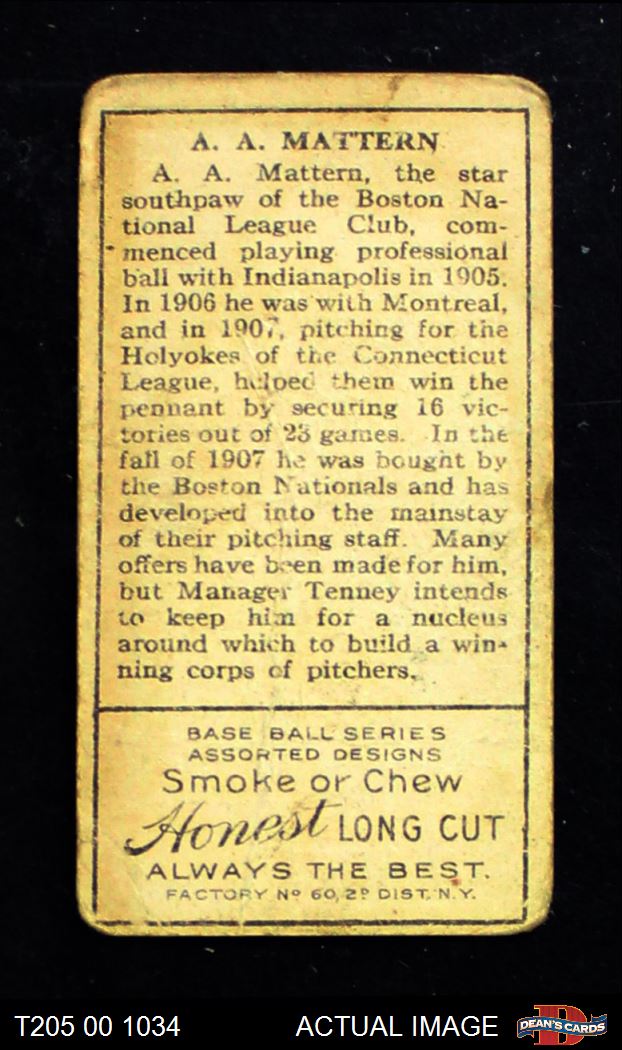 A. A. MATTERN
A. A. Mattern, the star
southpaw of the Boston Na-
tional League Club, com-
menced playing professional
ball with Indianapolis in 1905.
In 1906 he was with Montreal,
and in 1907, pitching for the
Holyokes of the Connecticut
League, helped them win the
pennant by securing 16 vic-
tories out of 23 games. In the
fall of 1907 he was bought by
the Boston Nationals and has
developed into the mainstay
of their pitching staff. Many
offers have been made for him,
but Manager Tenney intends
to keep him for a nucleus
around which to build a win-
ning corps of pitchers.
BASE BALL SERIES
ASSORTED DESIGNS
Smoke or Chew
Honest LONG CUT
ALWAYS THE BEST.
FACTORY Nº 60, 2D DIST. N.Y.
T205 00 1034 ACTUAL IMAGE DEAN'S CARDS